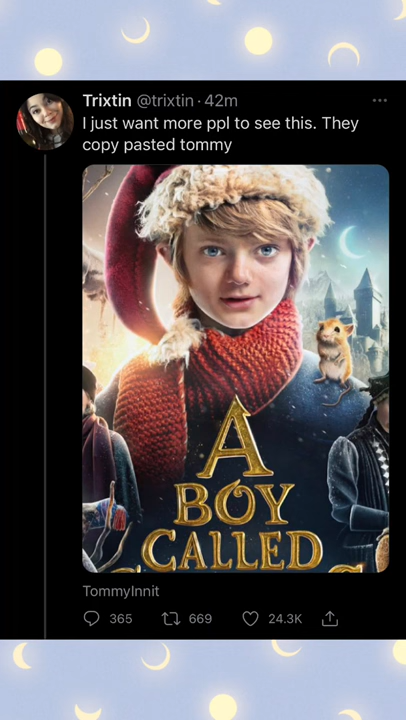 Trixtin @trixtin · 42m
I just want more ppl to see this. They
copy pasted tommy
A
BOY
CALLED
TommyInnit
365 669 24.3K